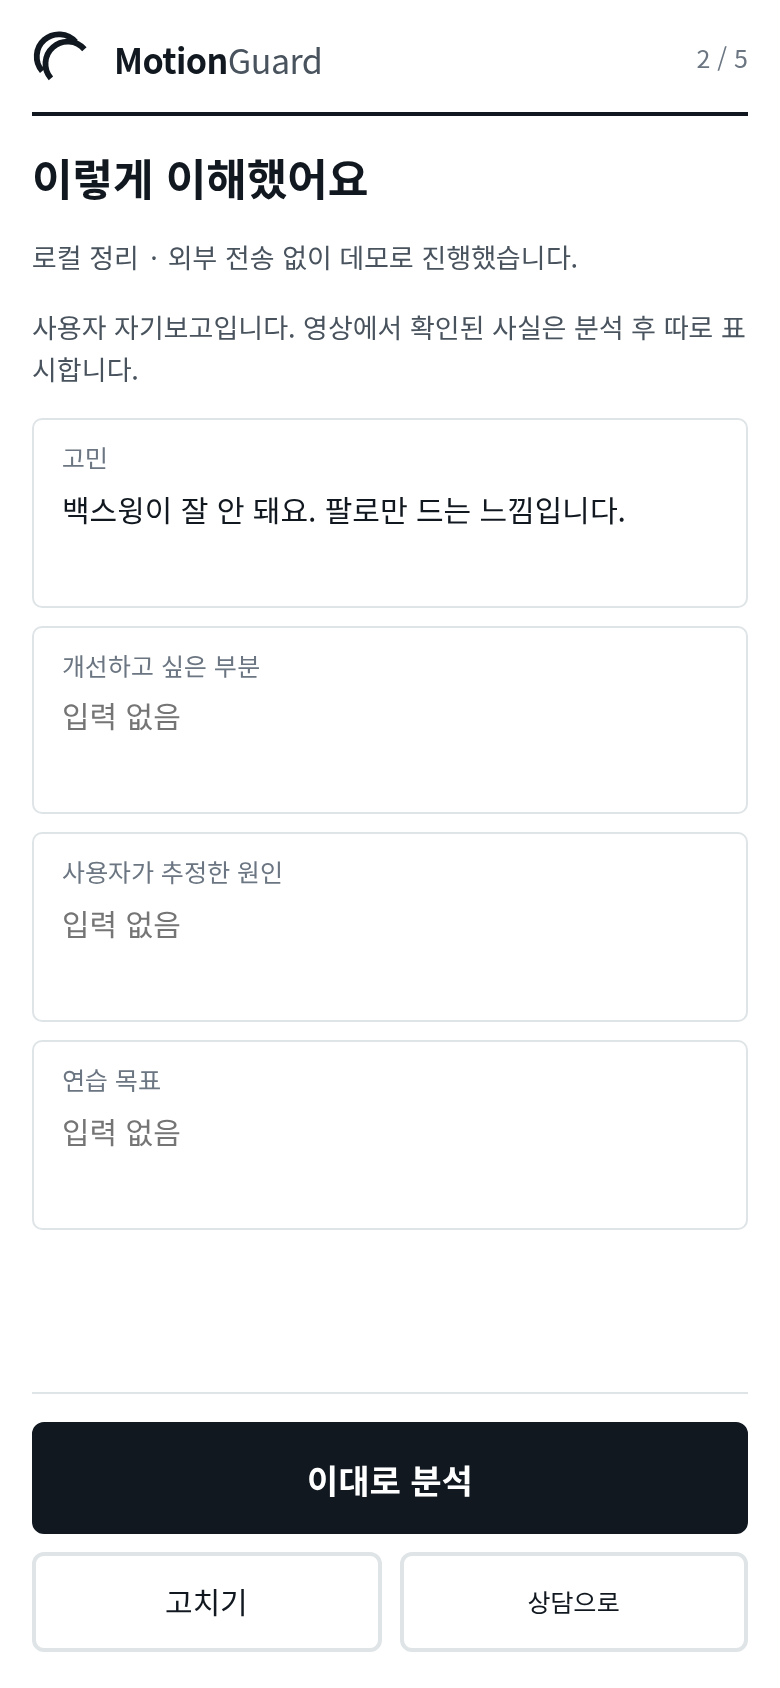 MotionGuard
2 / 5
이렇게 이해했어요
로컬 정리 · 외부 전송 없이 데모로 진행했습니다.
사용자 자기보고입니다. 영상에서 확인된 사실은 분석 후 따로 표
시합니다.
고민
백스윙이 잘 안 돼요. 팔로만 드는 느낌입니다.
개선하고 싶은 부분
입력 없음
사용자가 추정한 원인
입력 없음
연습 목표
입력 없음
이대로 분석
고치기
상담으로